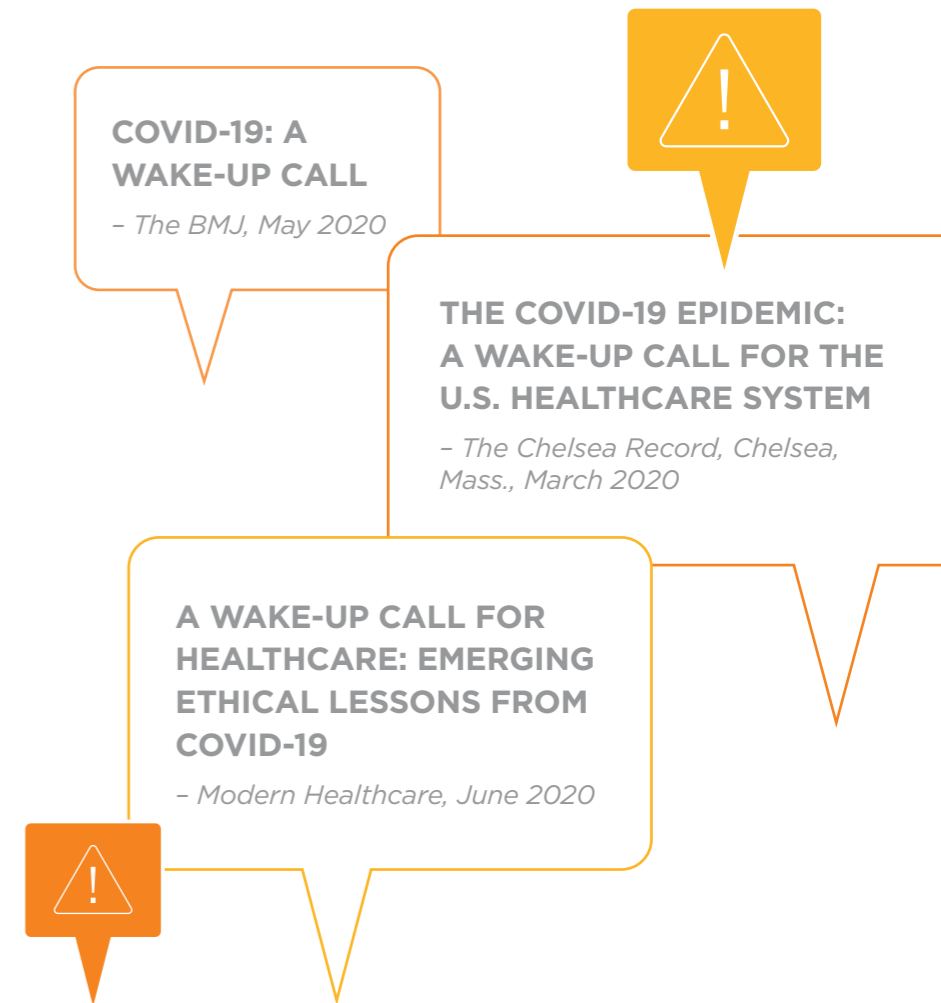 COVID-19: A
WAKE-UP CALL
– The BMJ, May 2020
THE COVID-19 EPIDEMIC:
A WAKE-UP CALL FOR THE
U.S. HEALTHCARE SYSTEM
– The Chelsea Record, Chelsea,
Mass., March 2020
A WAKE-UP CALL FOR
HEALTHCARE: EMERGING
ETHICAL LESSONS FROM
COVID-19
– Modern Healthcare, June 2020